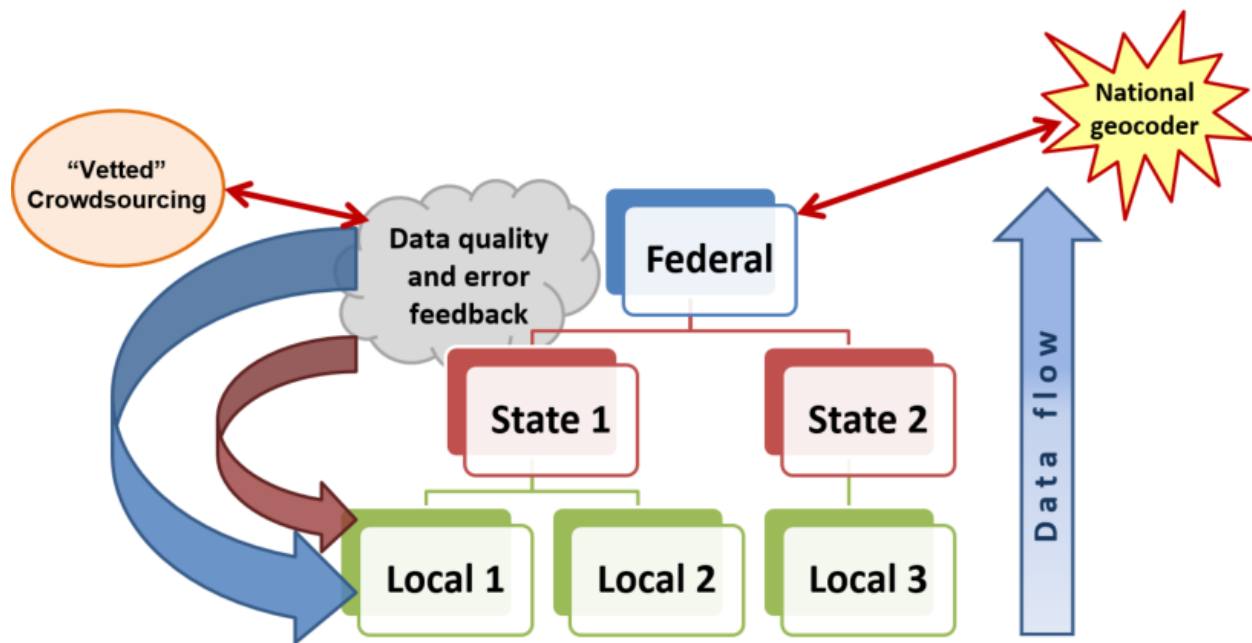 National
geocoder
“Vetted”
Crowdsourcing
Data quality
and error
feedback
Federal
State 1
State 2
Data flow
Local 1
Local 2
Local 3